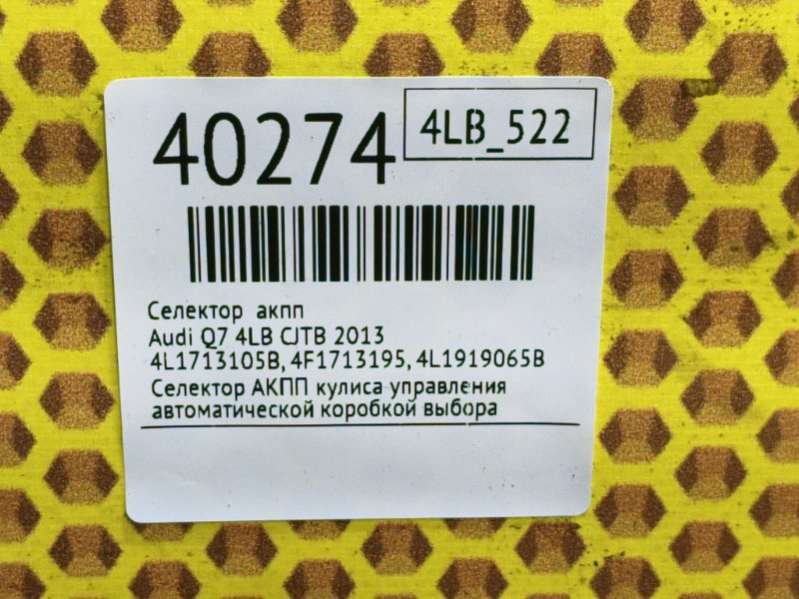 40274
4LB_522
Селектор акпп
Audi Q7 4LB CJTB 2013
4L1713105B, 4F1713195, 4L1919065B
Селектор АКПП кулиса управления
автоматической коробкой выбора